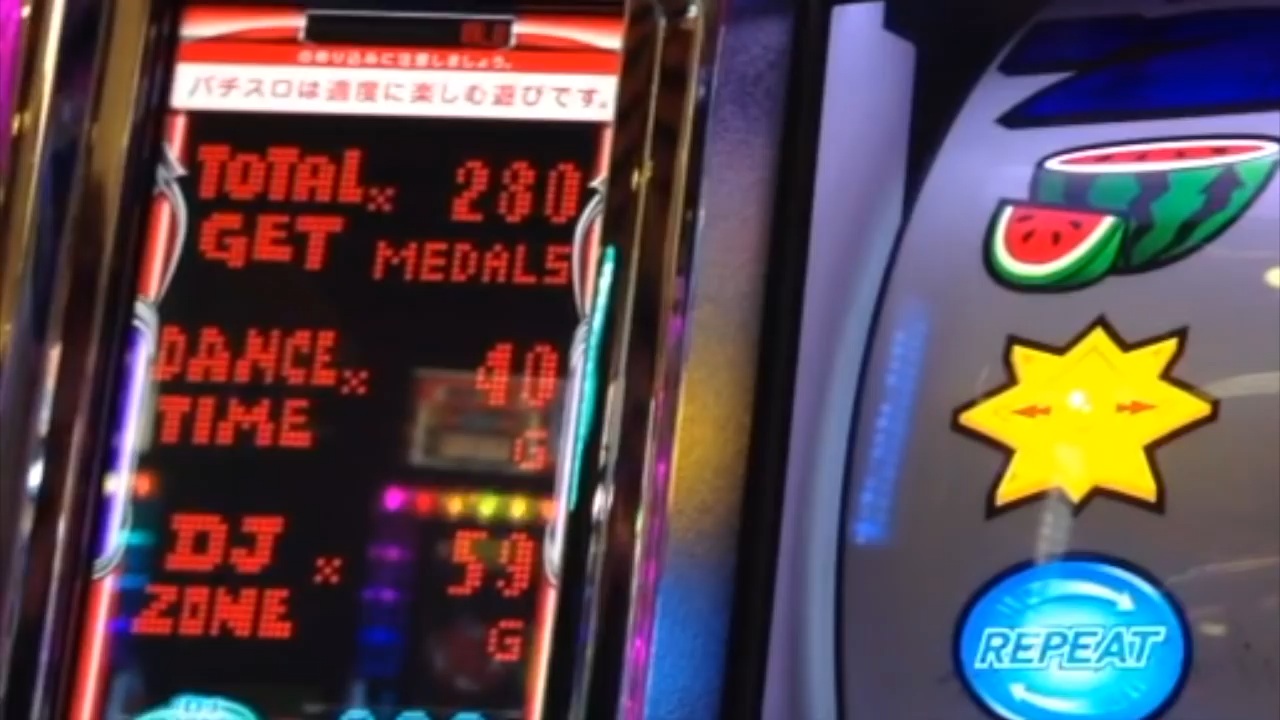 のめり込みに注意しましょう。
パチスロは適度に楽しむ遊びです。
TOTAL × 280
GET MEDALS
DANCE × 40
TIME G
DJ × 59
ZONE G
REPEAT